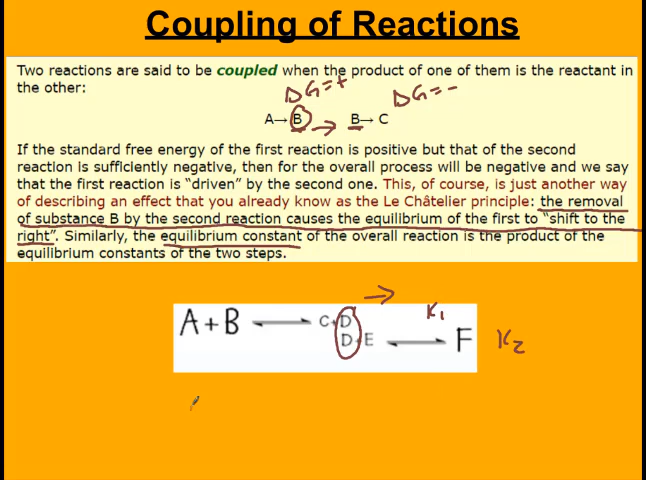 Coupling of Reactions
Two reactions are said to be coupled when the product of one of them is the reactant in
the other:
DG=+ DG=-
A→B → B→ C
If the standard free energy of the first reaction is positive but that of the second
reaction is sufficiently negative, then for the overall process will be negative and we say
that the first reaction is “driven” by the second one. This, of course, is just another way
of describing an effect that you already know as the Le Châtelier principle: the removal
of substance B by the second reaction causes the equilibrium of the first to “shift to the
right”. Similarly, the equilibrium constant of the overall reaction is the product of the
equilibrium constants of the two steps.
A+B C+D K1
D+E F K2